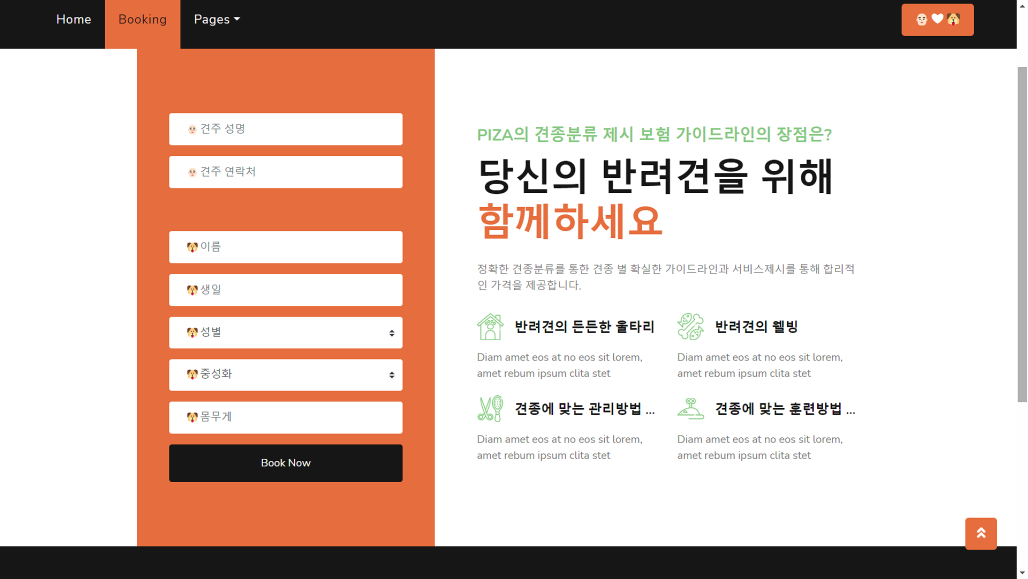 Home Booking Pages
견주 성명
견주 연락처
이름
생일
성별
중성화
몸무게
Book Now
PIZA의 견종분류 제시 보험 가이드라인의 장점은?
당신의 반려견을 위해
함께하세요
정확한 견종분류를 통한 견종 별 확실한 가이드라인과 서비스제시를 통해 합리적
인 가격을 제공합니다.
반려견의 든든한 울타리
Diam amet eos at no eos sit lorem,
amet rebum ipsum clita stet
반려견의 웰빙
Diam amet eos at no eos sit lorem,
amet rebum ipsum clita stet
견종에 맞는 관리방법 ...
Diam amet eos at no eos sit lorem,
amet rebum ipsum clita stet
견종에 맞는 훈련방법 ...
Diam amet eos at no eos sit lorem,
amet rebum ipsum clita stet